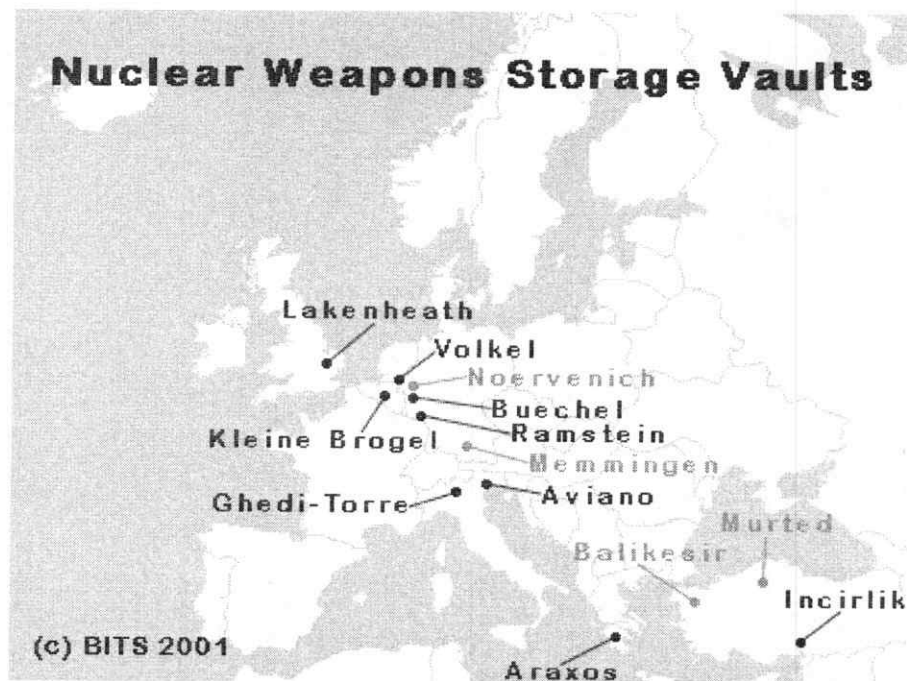 Nuclear Weapons Storage Vaults
Lakenheath
Volkel
Noervenich
Buechel
Kleine Brogel
Ramstein
Memmingen
Ghedi-Torre
Aviano
Murted
Balikesir
Incirlik
(c) BITS 2001
Araxos